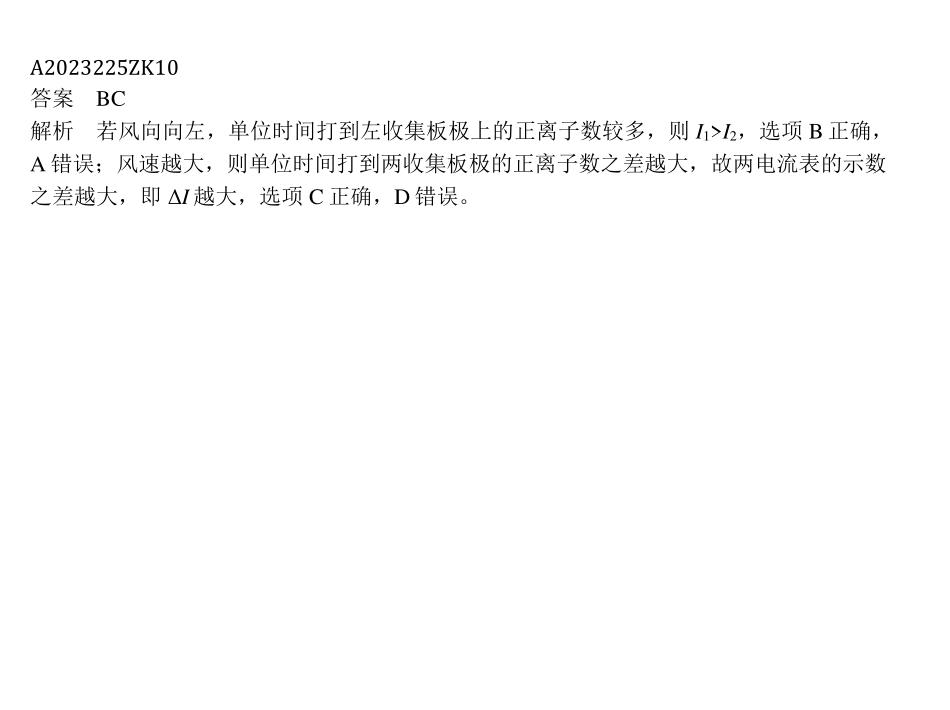 A2023225ZK10
答案　BC
解析　若风向向左，单位时间打到左收集板极上的正离子数较多，则 I₁>I₂，选项 B 正确，
A 错误；风速越大，则单位时间打到两收集板极的正离子数之差越大，故两电流表的示数
之差越大，即 ΔI 越大，选项 C 正确，D 错误。